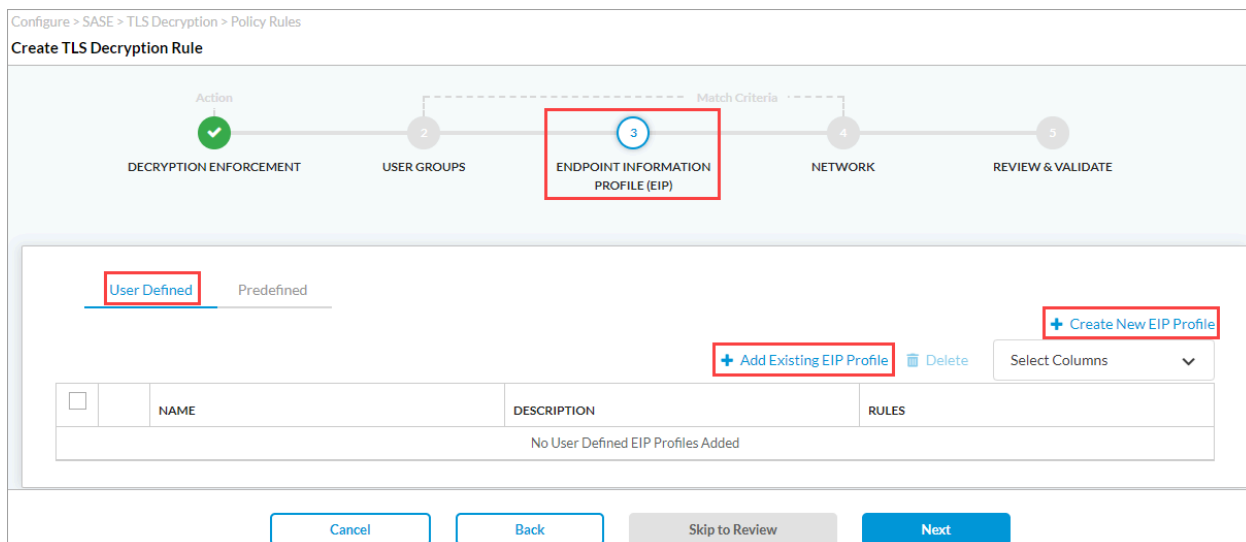 Configure > SASE > TLS Decryption > Policy Rules
Create TLS Decryption Rule
Action
Match Criteria
2
3
4
5
DECRYPTION ENFORCEMENT
USER GROUPS
ENDPOINT INFORMATION
PROFILE (EIP)
NETWORK
REVIEW & VALIDATE
User Defined
Predefined
+ Create New EIP Profile
+ Add Existing EIP Profile
Delete
Select Columns
NAME
DESCRIPTION
RULES
No User Defined EIP Profiles Added
Cancel
Back
Skip to Review
Next